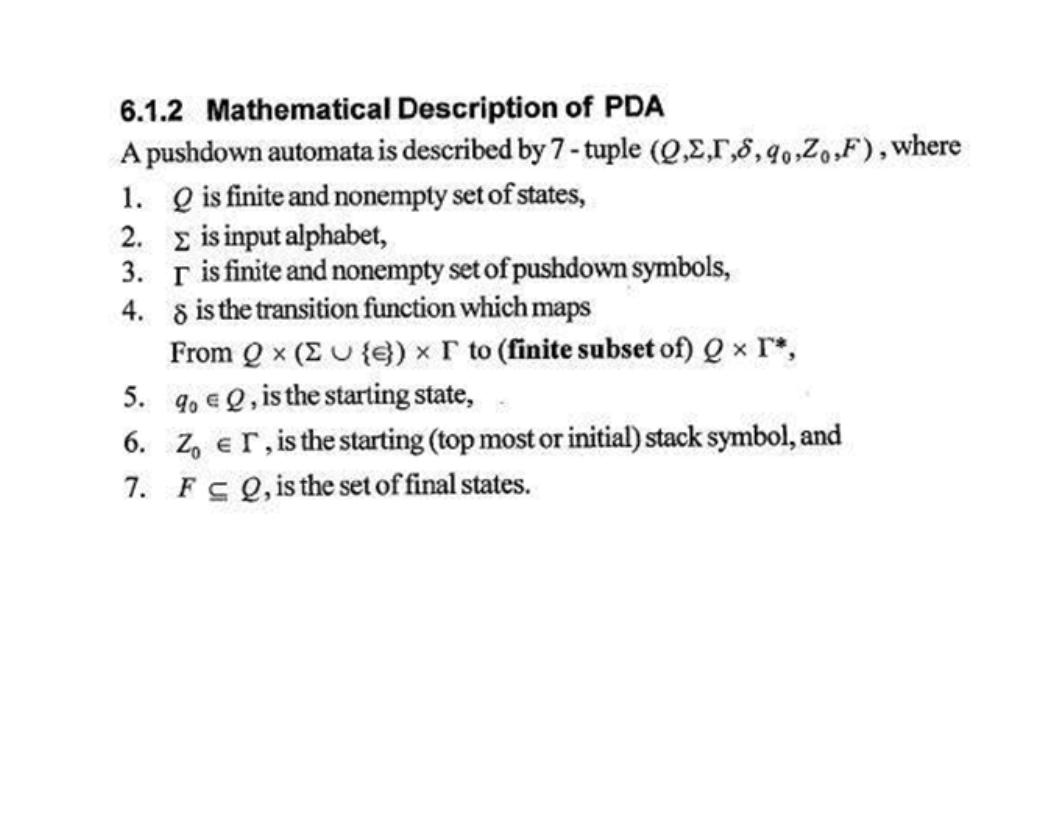 6.1.2 Mathematical Description of PDA
A pushdown automata is described by 7 - tuple (Q,Σ,Γ,δ,q₀,Z₀,F), where
1. Q is finite and nonempty set of states,
2. Σ is input alphabet,
3. Γ is finite and nonempty set of pushdown symbols,
4. δ is the transition function which maps
From Q × (Σ ∪ {∈}) × Γ to (finite subset of) Q × Γ*,
5. q₀ ∈ Q, is the starting state,
6. Z₀ ∈ Γ, is the starting (top most or initial) stack symbol, and
7. F ⊆ Q, is the set of final states.